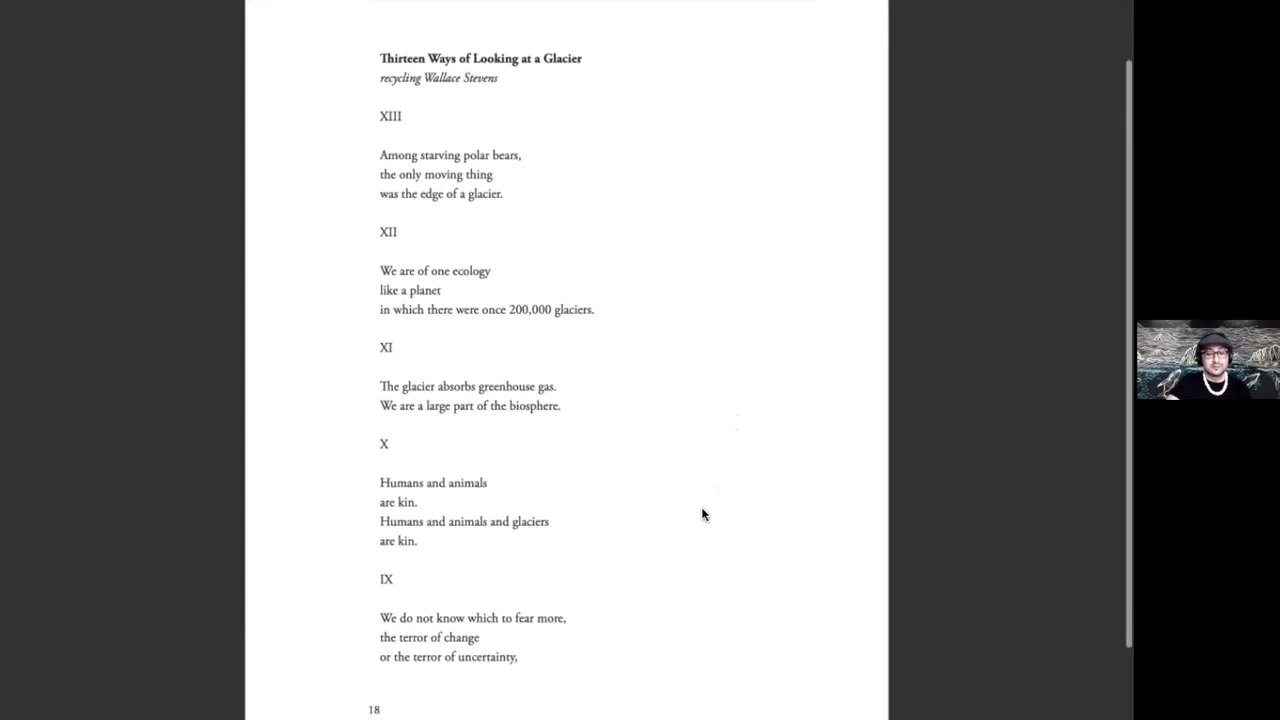 Thirteen Ways of Looking at a Glacier
recycling Wallace Stevens
XIII
Among starving polar bears,
the only moving thing
was the edge of a glacier.
XII
We are of one ecology
like a planet
in which there were once 200,000 glaciers.
XI
The glacier absorbs greenhouse gas.
We are a large part of the biosphere.
X
Humans and animals
are kin.
Humans and animals and glaciers
are kin.
IX
We do not know which to fear more,
the terror of change
or the terror of uncertainty,
18